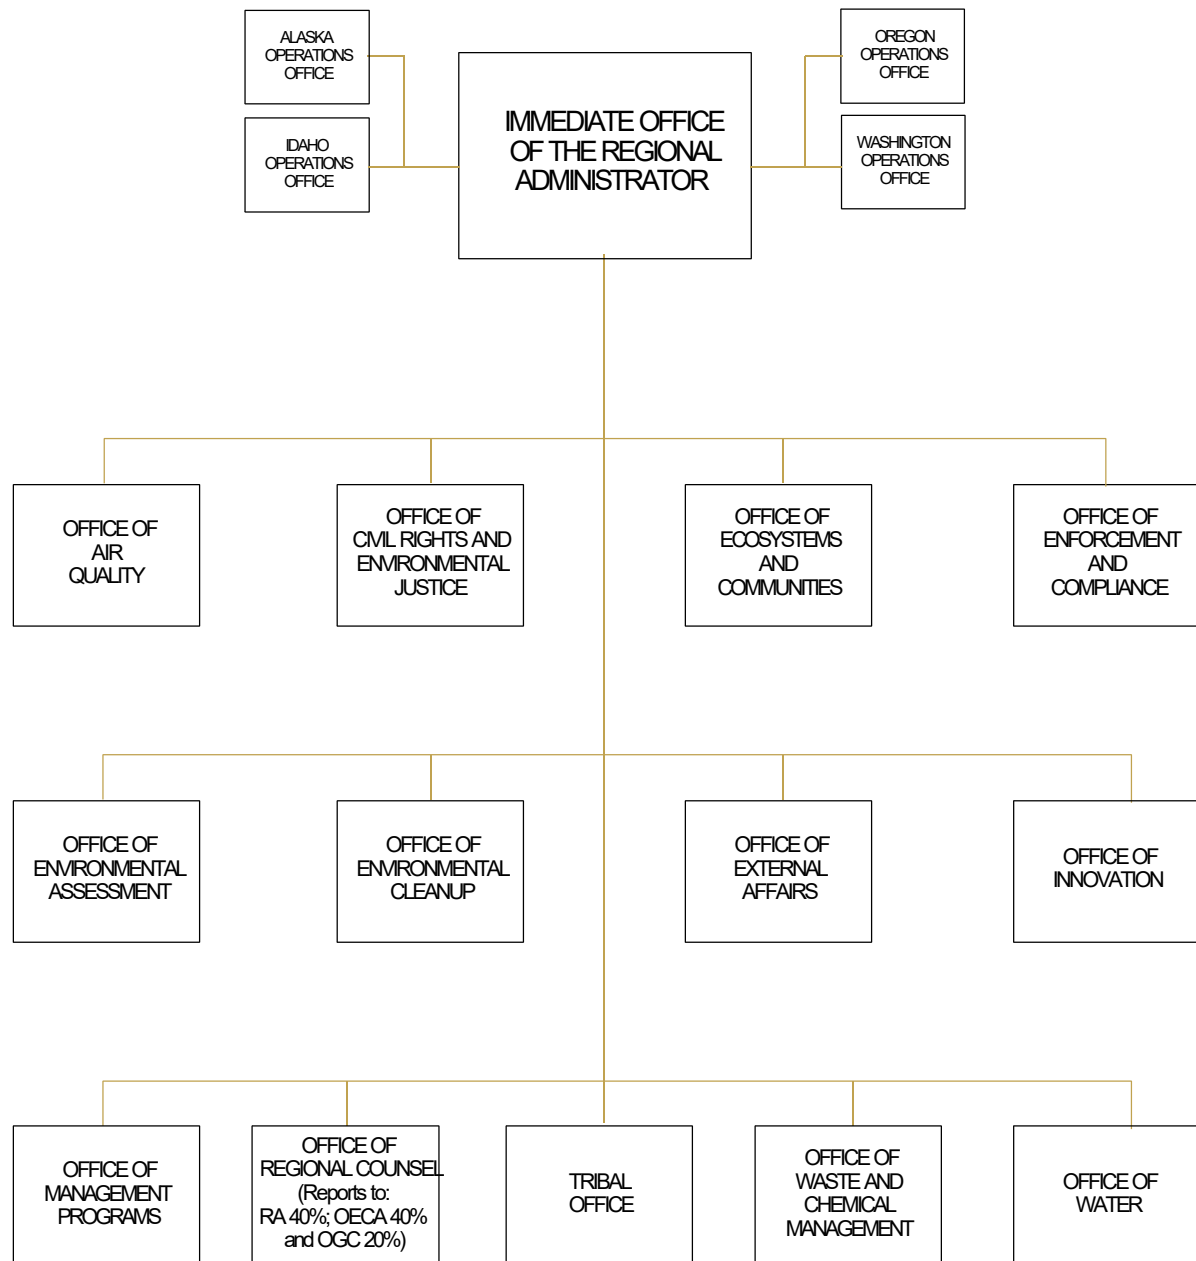 ALASKA
OPERATIONS
OFFICE
OREGON
OPERATIONS
OFFICE
IMMEDIATE OFFICE
OF THE REGIONAL
ADMINISTRATOR
IDAHO
OPERATIONS
OFFICE
WASHINGTON
OPERATIONS
OFFICE
OFFICE OF
AIR
QUALITY
OFFICE OF
CIVIL RIGHTS AND
ENVIRONMENTAL
JUSTICE
OFFICE OF
ECOSYSTEMS
AND
COMMUNITIES
OFFICE OF
ENFORCEMENT
AND
COMPLIANCE
OFFICE OF
ENVIRONMENTAL
ASSESSMENT
OFFICE OF
ENVIRONMENTAL
CLEANUP
OFFICE OF
EXTERNAL
AFFAIRS
OFFICE OF
INNOVATION
OFFICE OF
MANAGEMENT
PROGRAMS
OFFICE OF
REGIONAL COUNSEL
(Reports to:
RA 40%; OECA 40%
and OGC 20%)
TRIBAL
OFFICE
OFFICE OF
WASTE AND
CHEMICAL
MANAGEMENT
OFFICE OF
WATER